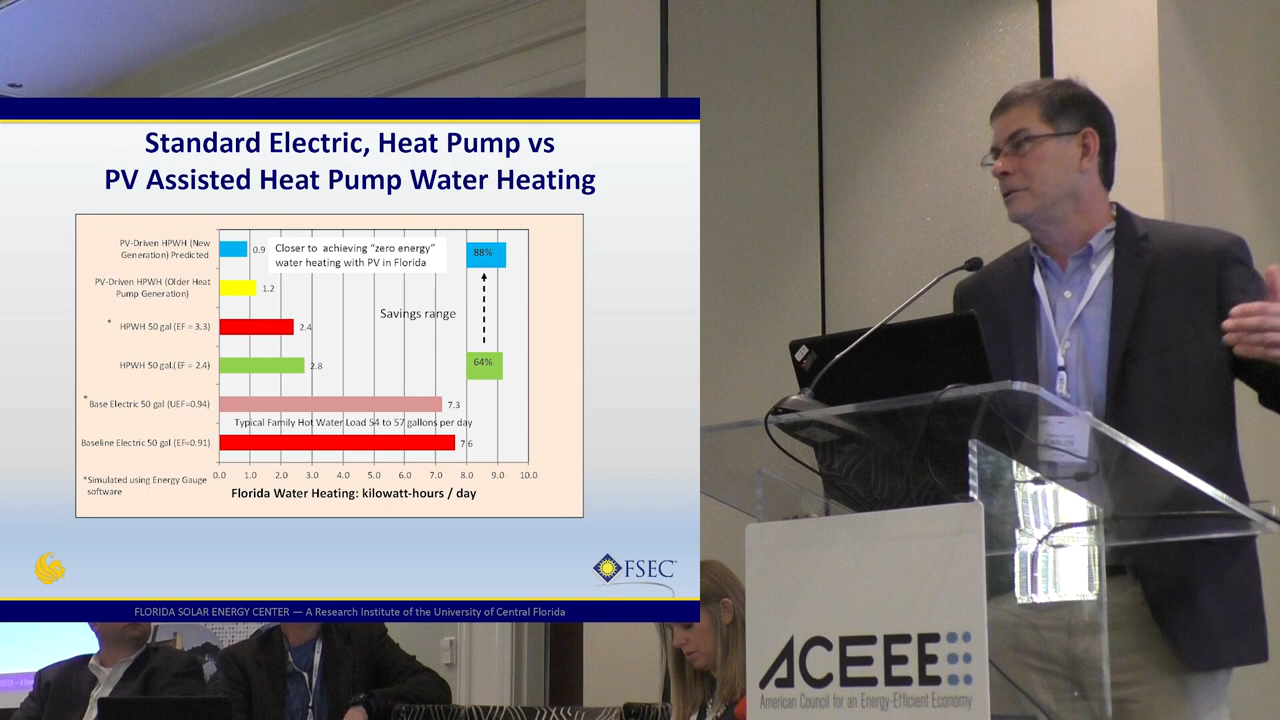 Standard Electric, Heat Pump vs
PV Assisted Heat Pump Water Heating
PV-Driven HPWH (New
Generation) Predicted
0.9
Closer to achieving "zero energy"
water heating with PV in Florida
88%
PV-Driven HPWH (Older Heat
Pump Generation)
1.2
Savings range
* HPWH 50 gal (EF = 3.3)
2.4
HPWH 50 gal.(EF = 2.4)
2.8
64%
* Base Electric 50 gal (UEF=0.94)
7.3
Typical Family Hot Water Load 54 to 57 gallons per day
Baseline Electric 50 gal (EF=0.91)
7.6
0.0 1.0 2.0 3.0 4.0 5.0 6.0 7.0 8.0 9.0 10.0
*Simulated using Energy Gauge
software
Florida Water Heating: kilowatt-hours / day
FSEC
FLORIDA SOLAR ENERGY CENTER — A Research Institute of the University of Central Florida
ACEEE
American Council for an Energy-Efficient Economy